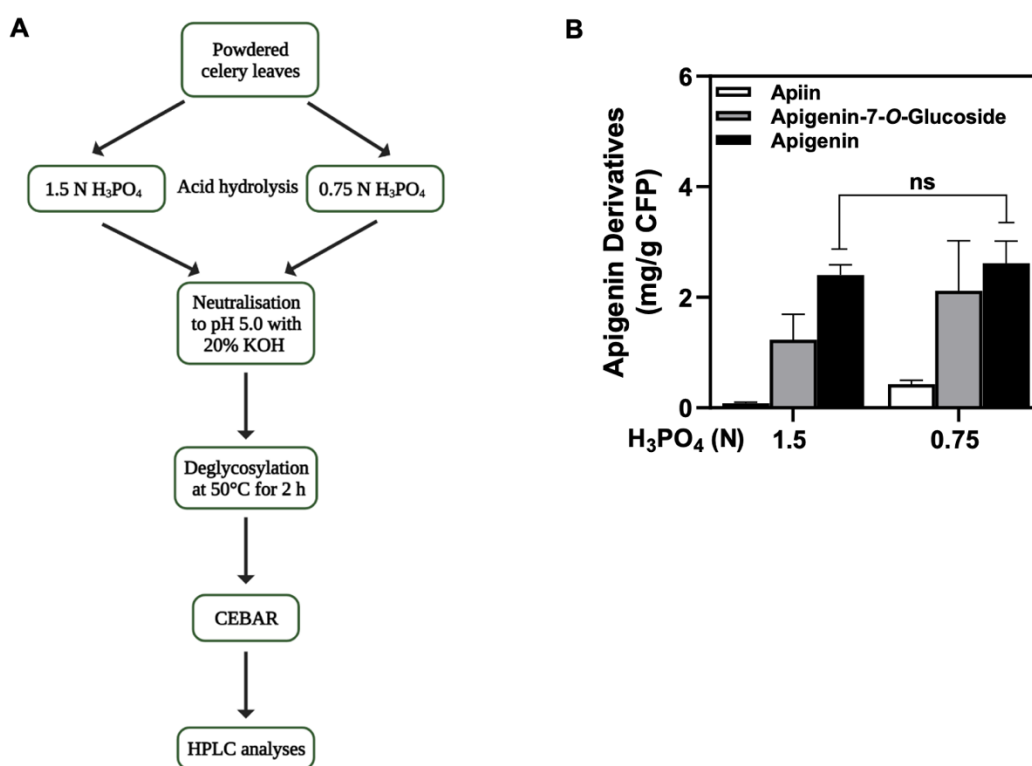 A
Powdered
celery leaves
1.5 N H₃PO₄
Acid hydrolysis
0.75 N H₃PO₄
Neutralisation
to pH 5.0 with
20% KOH
Deglycosylation
at 50°C for 2 h
CEBAR
HPLC analyses
B
Apigenin Derivatives
(mg/g CFP)
6
4
2
0
Apiin
Apigenin-7-O-Glucoside
Apigenin
ns
H₃PO₄ (N)
1.5
0.75